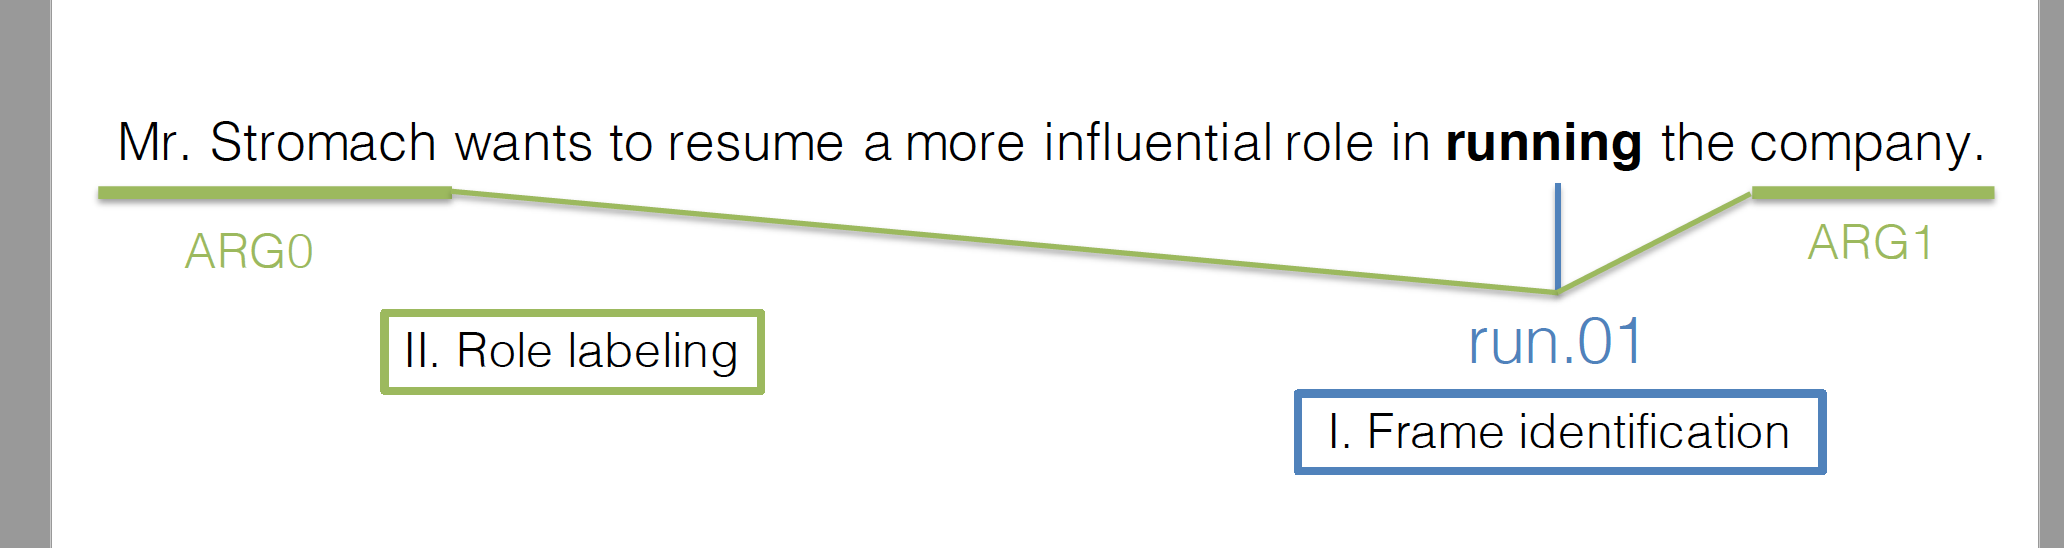 Mr. Stromach wants to resume a more influential role in running the company.
ARG0
ARG1
II. Role labeling
run.01
I. Frame identification